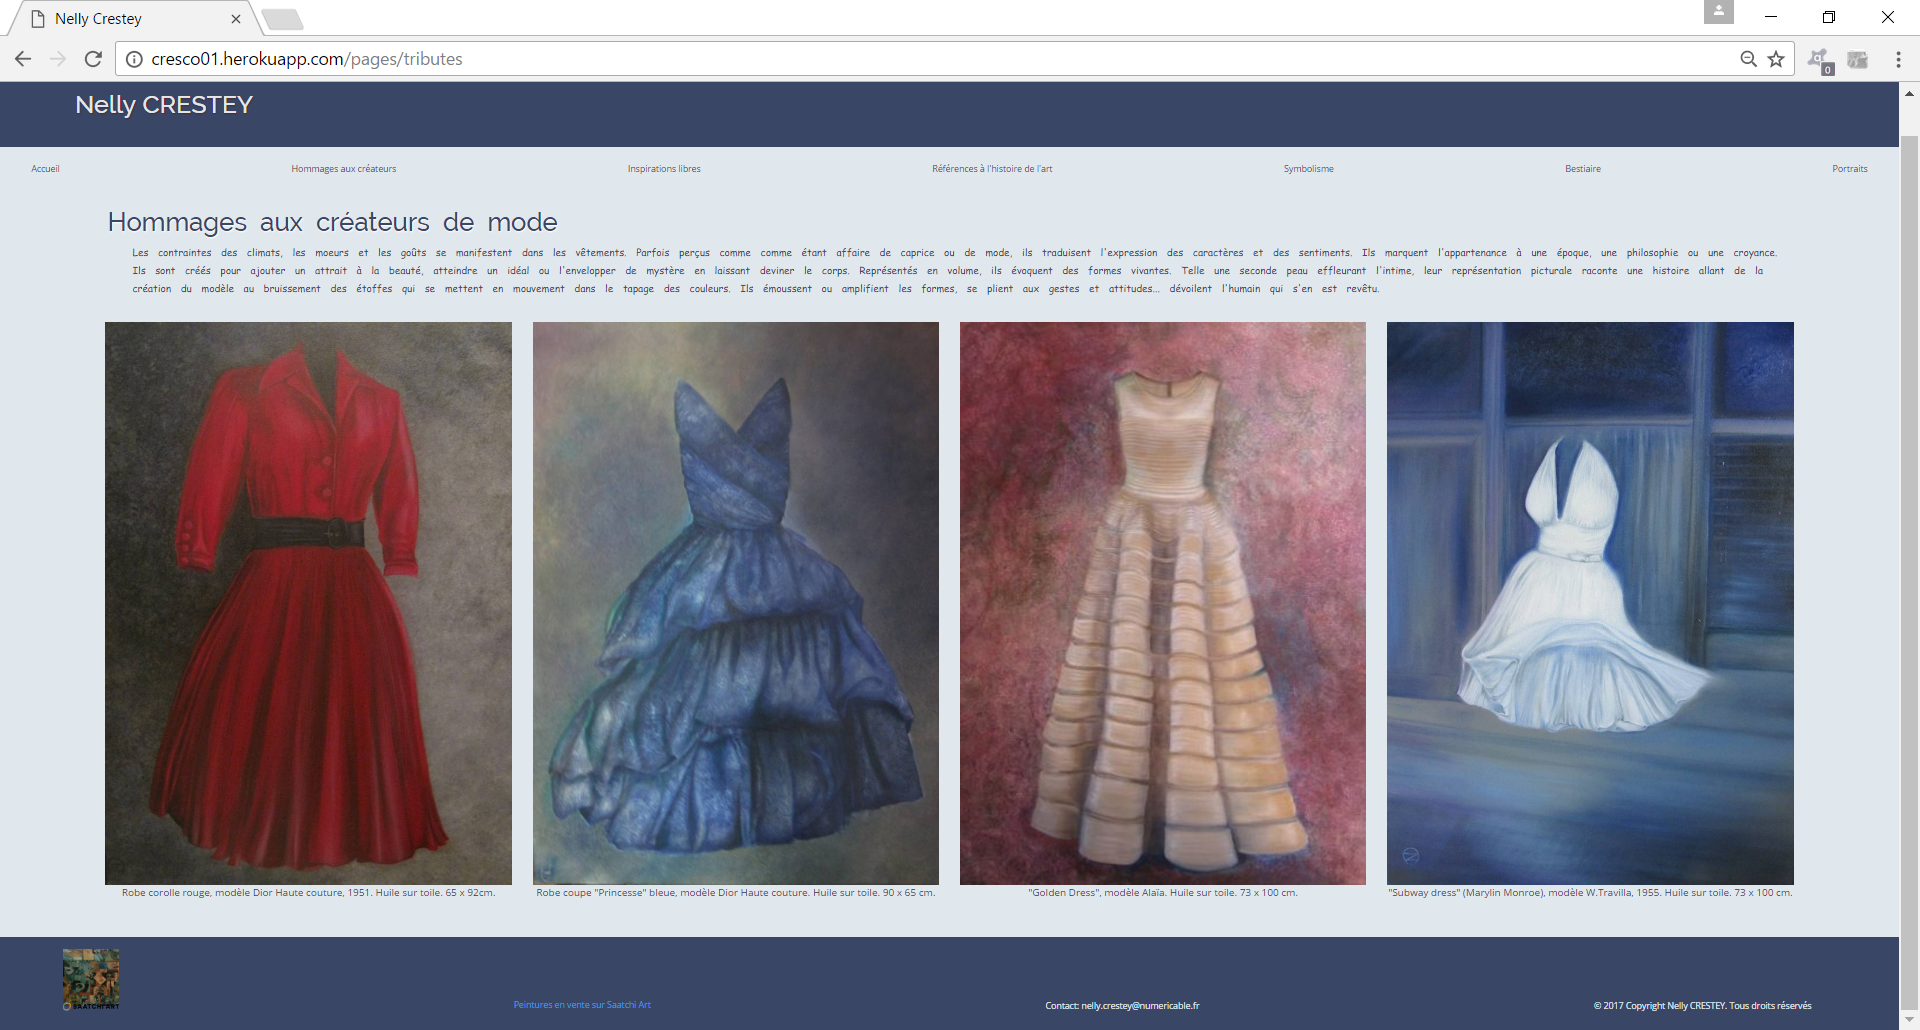 Nelly Crestey
cresco01.herokuapp.com/pages/tributes
0
Nelly CRESTEY
Accueil Hommages aux créateurs Inspirations libres Références à l'histoire de l'art Symbolisme Bestiaire Portraits
Hommages aux créateurs de mode
Les contraintes des climats, les moeurs et les goûts se manifestent dans les vêtements. Parfois perçus comme comme étant affaire de caprice ou de mode, ils traduisent l'expression des caractères et des sentiments. Ils marquent l'appartenance à une époque, une philosophie ou une croyance.
Ils sont créés pour ajouter un attrait à la beauté, atteindre un idéal ou l'envelopper de mystère en laissant deviner le corps. Représentés en volume, ils évoquent des formes vivantes. Telle une seconde peau effleurant l'intime, leur représentation picturale raconte une histoire allant de la
création du modèle au bruissement des étoffes qui se mettent en mouvement dans le tapage des couleurs. Ils émoussent ou amplifient les formes, se plient aux gestes et attitudes... dévoilent l'humain qui s'en est revêtu.
Robe corolle rouge, modèle Dior Haute couture, 1951. Huile sur toile. 65 x 92cm.
Robe coupe "Princesse" bleue, modèle Dior Haute couture. Huile sur toile. 90 x 65 cm.
"Golden Dress", modèle Alaïa. Huile sur toile. 73 x 100 cm.
"Subway dress" (Marylin Monroe), modèle W.Travilla, 1955. Huile sur toile. 73 x 100 cm.
SAATCHI ART
Peintures en vente sur Saatchi Art
Contact: nelly.crestey@numericable.fr
© 2017 Copyright Nelly CRESTEY. Tous droits réservés